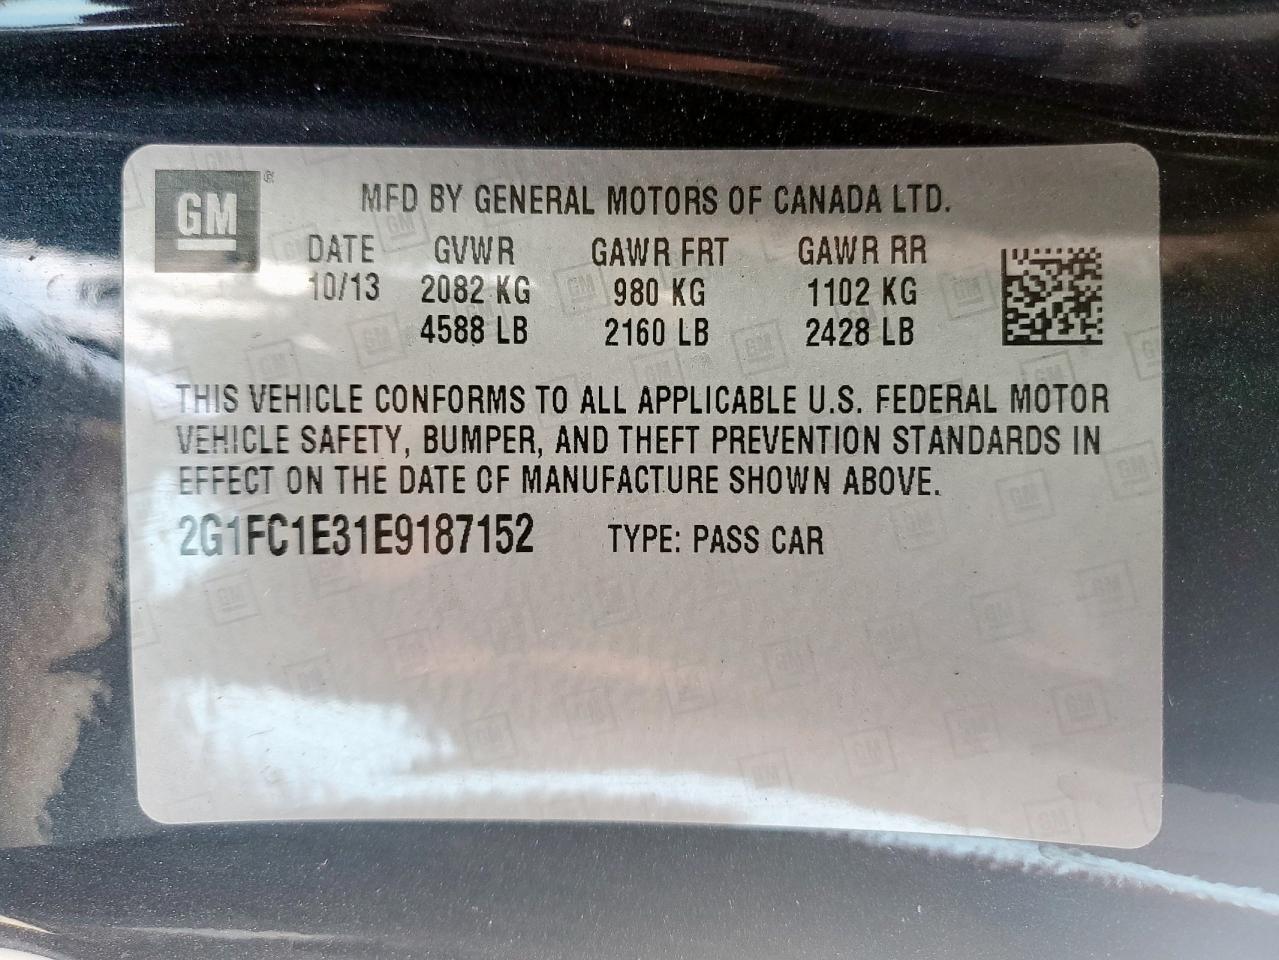 GM
MFD BY GENERAL MOTORS OF CANADA LTD.
DATE GVWR GAWR FRT GAWR RR
10/13 2082 KG 980 KG 1102 KG
4588 LB 2160 LB 2428 LB
THIS VEHICLE CONFORMS TO ALL APPLICABLE U.S. FEDERAL MOTOR
VEHICLE SAFETY, BUMPER, AND THEFT PREVENTION STANDARDS IN
EFFECT ON THE DATE OF MANUFACTURE SHOWN ABOVE.
2G1FC1E31E9187152 TYPE: PASS CAR